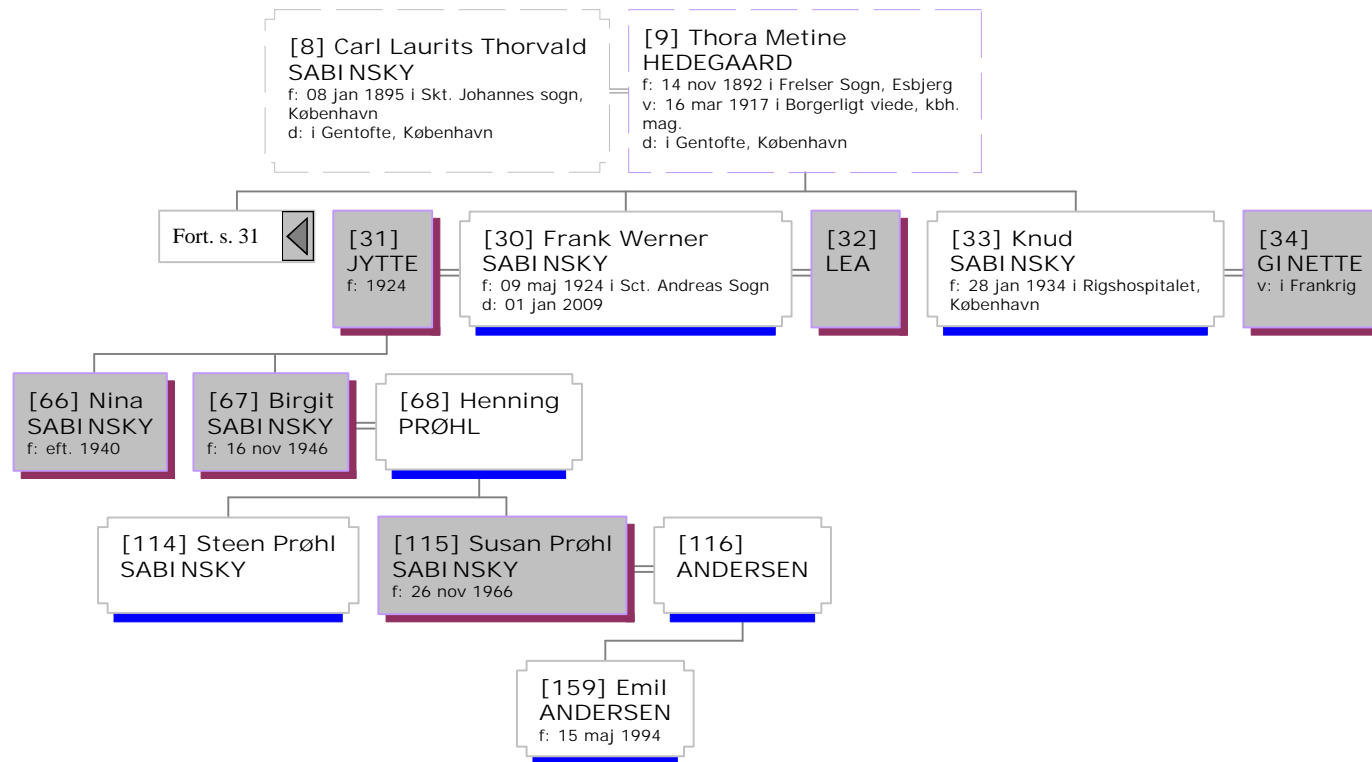 [8] Carl Laurits Thorvald
SABINSKY
f: 08 jan 1895 i Skt. Johannes sogn,
København
d: i Gentofte, København
[9] Thora Metine
HEDEGAARD
f: 14 nov 1892 i Frelser Sogn, Esbjerg
v: 16 mar 1917 i Borgerligt viede, kbh.
mag.
d: i Gentofte, København
Fort. s. 31
[31]
JYTTE
f: 1924
[30] Frank Werner
SABINSKY
f: 09 maj 1924 i Sct. Andreas Sogn
d: 01 jan 2009
[32]
LEA
[33] Knud
SABINSKY
f: 28 jan 1934 i Rigshospitalet,
København
[34]
GINETTE
v: i Frankrig
[66] Nina
SABINSKY
f: eft. 1940
[67] Birgit
SABINSKY
f: 16 nov 1946
[68] Henning
PRØHL
[114] Steen Prøhl
SABINSKY
[115] Susan Prøhl
SABINSKY
f: 26 nov 1966
[116]
ANDERSEN
[159] Emil
ANDERSEN
f: 15 maj 1994